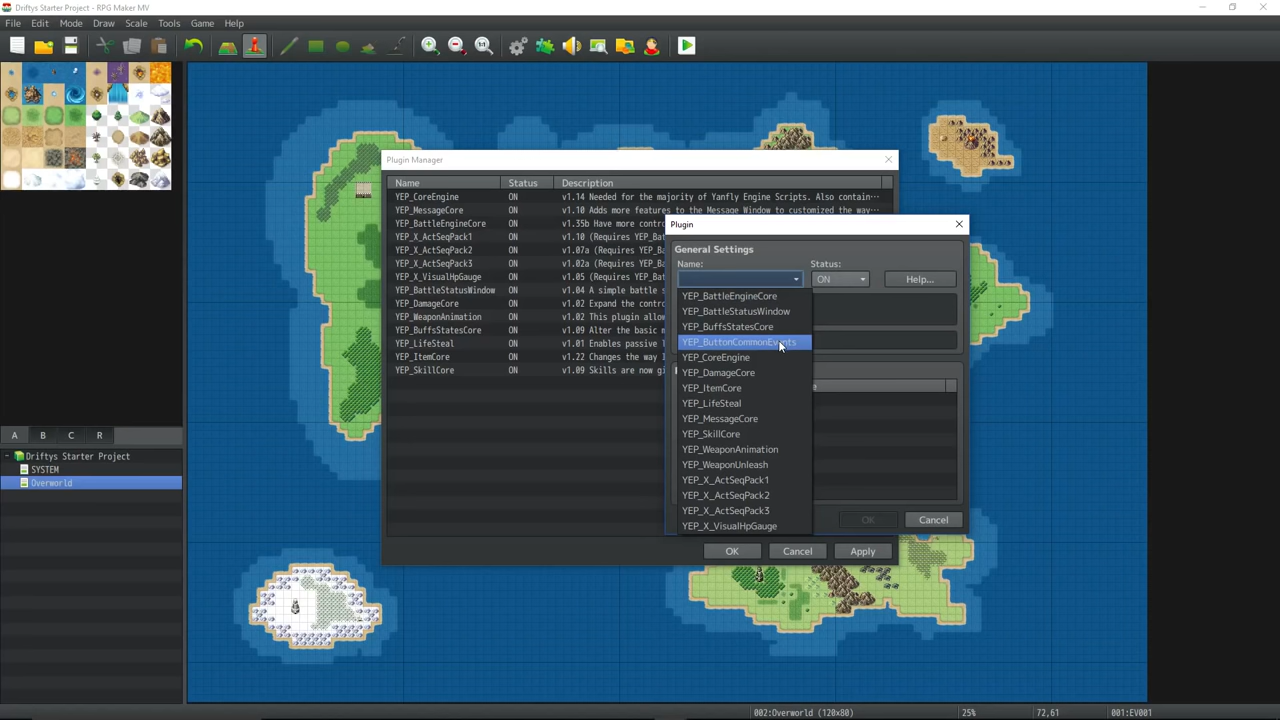 Driftys Starter Project - RPG Maker MV
File Edit Mode Draw Scale Tools Game Help
Plugin Manager
Name Status Description
YEP_CoreEngine ON v1.14 Needed for the majority of Yanfly Engine Scripts. Also contain···
YEP_MessageCore ON v1.10 Adds more features to the Message Window to customized the way···
YEP_BattleEngineCore ON v1.35b Have more contro
YEP_X_ActSeqPack1 ON v1.10 (Requires YEP_Bat
YEP_X_ActSeqPack2 ON v1.07a (Requires YEP_Ba
YEP_X_ActSeqPack3 ON v1.02a (Requires YEP_Ba
YEP_X_VisualHpGauge ON v1.05 (Requires YEP_Bat
YEP_BattleStatusWindow ON v1.04 A simple battle s
YEP_DamageCore ON v1.02 Expand the contro
YEP_WeaponAnimation ON v1.02 This plugin allow
YEP_BuffsStatesCore ON v1.09 Alter the basic m
YEP_LifeSteal ON v1.01 Enables passive l
YEP_ItemCore ON v1.22 Changes the way I
YEP_SkillCore ON v1.09 Skills are now gi
OK Cancel Apply
Plugin
General Settings
Name: Status:
ON Help...
YEP_BattleEngineCore
YEP_BattleStatusWindow
YEP_BuffsStatesCore
YEP_ButtonCommonEvents
YEP_CoreEngine
YEP_DamageCore
YEP_ItemCore
YEP_LifeSteal
YEP_MessageCore
YEP_SkillCore
YEP_WeaponAnimation
YEP_WeaponUnleash
YEP_X_ActSeqPack1
YEP_X_ActSeqPack2
YEP_X_ActSeqPack3
YEP_X_VisualHpGauge
OK Cancel
A B C R
Driftys Starter Project
SYSTEM
Overworld
002:Overworld (120x80) 25% 72,61 001:EV001